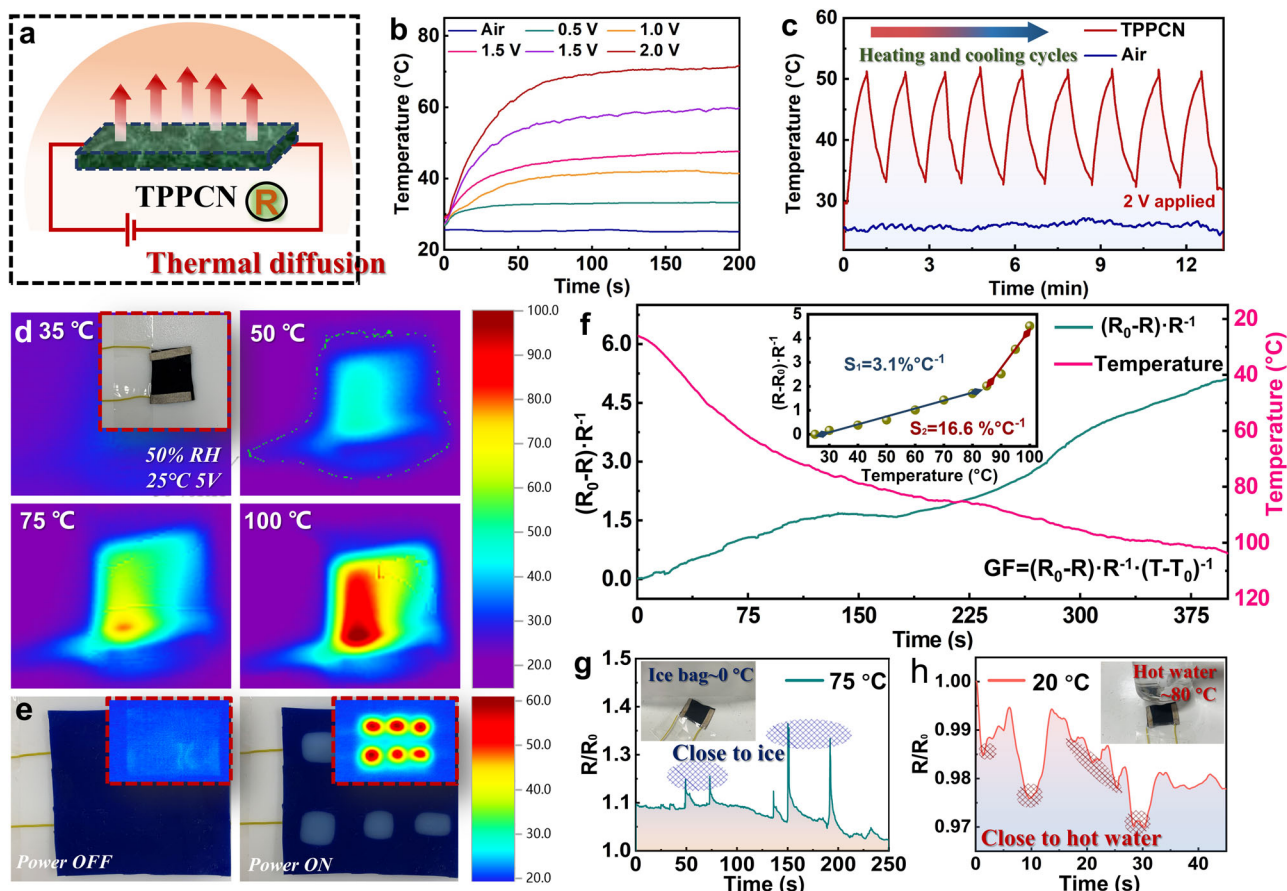 a
TPPCN R
Thermal diffusion
b
Air 0.5 V 1.0 V
1.5 V 1.5 V 2.0 V
Temperature (°C)
80
60
40
20
0 50 100 150 200
Time (s)
c
TPPCN
Air
Heating and cooling cycles
2 V applied
Temperature (°C)
60
50
40
30
0 3 6 9 12
Time (min)
d 35 ℃
50% RH
25℃ 5V
50 ℃
75 ℃
100 ℃
100.0
90.0
80.0
70.0
60.0
50.0
40.0
30.0
20.0
e
Power OFF
Power ON
60.0
50.0
40.0
30.0
20.0
f
(R0-R)·R-1
Temperature
(R0-R)·R-1
6.0
4.5
3.0
1.5
0.0
0 75 150 225 300 375
Time (s)
20
40
60
80
100
120
Temperature (°C)
(R-R0)·R-1
5
4
3
2
1
0
30 40 50 60 70 80 90 100
Temperature (°C)
S1=3.1%°C-1
S2=16.6 %°C-1
GF=(R0-R)·R-1·(T-T0)-1
g
Ice bag~0 °C
75 °C
Close to ice
R/R0
1.5
1.4
1.3
1.1
1.0
0 50 100 150 200 250
Time (s)
h
20 °C
Hot water
~80 °C
Close to hot water
R/R0
1.00
0.99
0.98
0.97
0 10 20 30 40
Time (s)